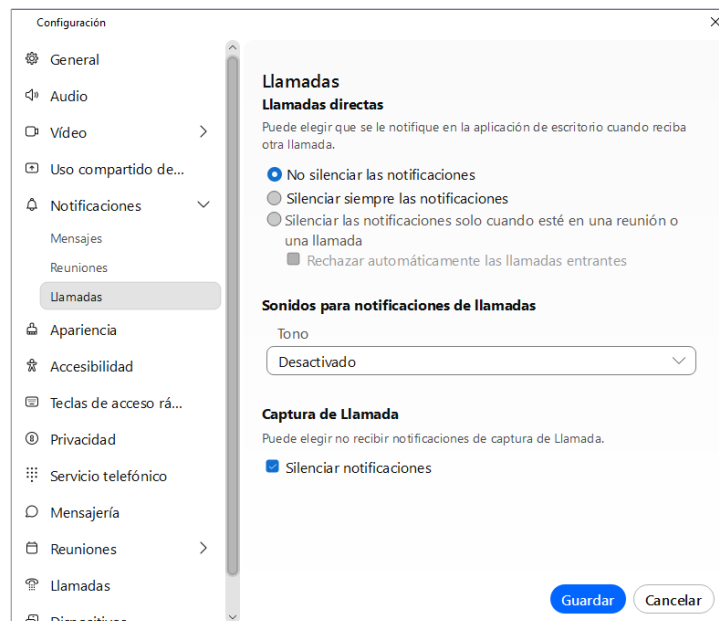 Configuración
General
Audio
Vídeo
Uso compartido de...
Notificaciones
Mensajes
Reuniones
Llamadas
Apariencia
Accesibilidad
Teclas de acceso rá...
Privacidad
Servicio telefónico
Mensajería
Reuniones
Llamadas
Dispositivos
Llamadas
Llamadas directas
Puede elegir que se le notifique en la aplicación de escritorio cuando reciba
otra llamada.
No silenciar las notificaciones
Silenciar siempre las notificaciones
Silenciar las notificaciones solo cuando esté en una reunión o
una llamada
Rechazar automáticamente las llamadas entrantes
Sonidos para notificaciones de llamadas
Tono
Desactivado
Captura de Llamada
Puede elegir no recibir notificaciones de captura de Llamada.
Silenciar notificaciones
Guardar
Cancelar